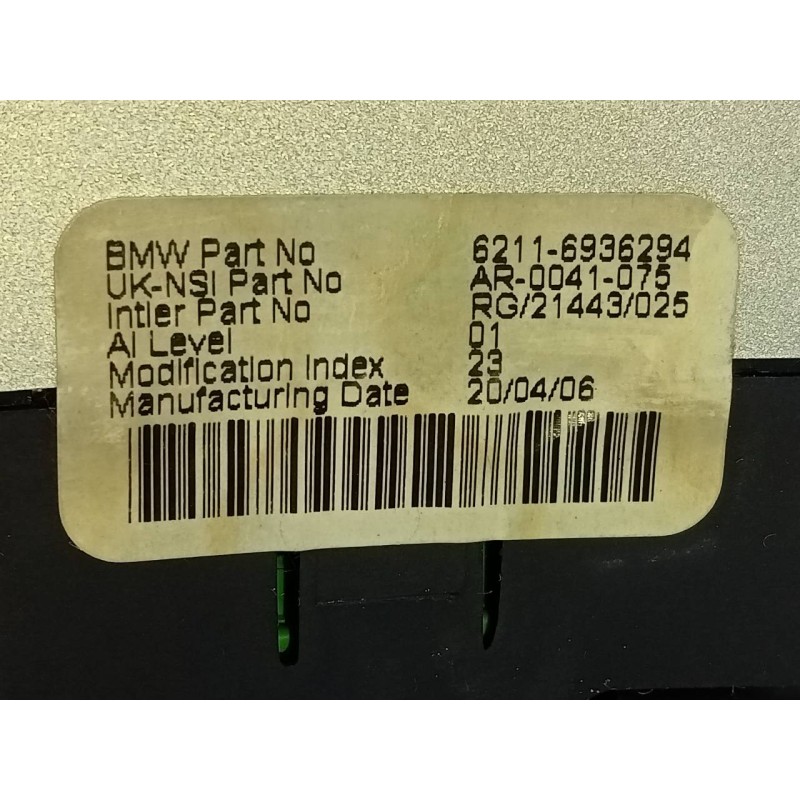 BMW Part No 6211-6936294
UK-NSI Part No AR-0041-075
Intier Part No RG/21443/025
AI Level 01
Modification Index 23
Manufacturing Date 20/04/06